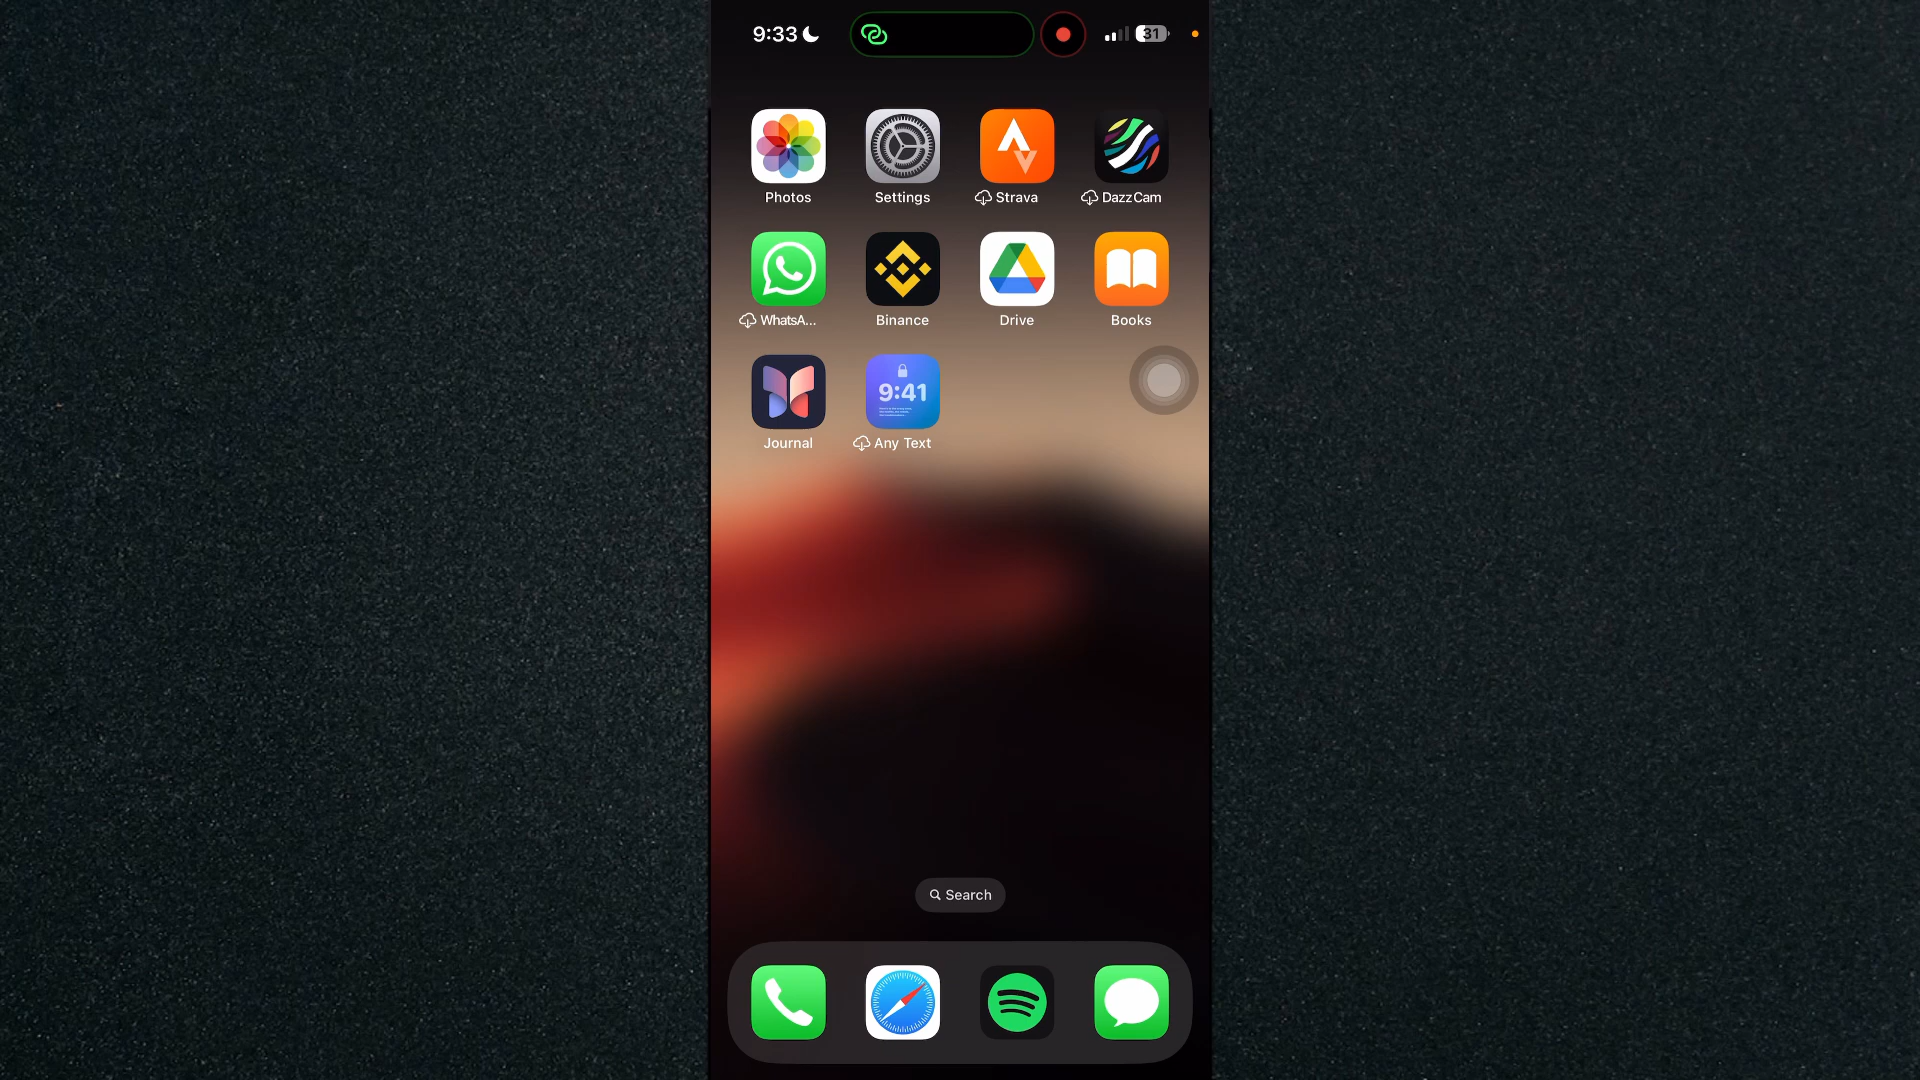 9:33 31
Photos Settings Strava DazzCam
WhatsA... Binance Drive Books
9:41
Journal Any Text
Search